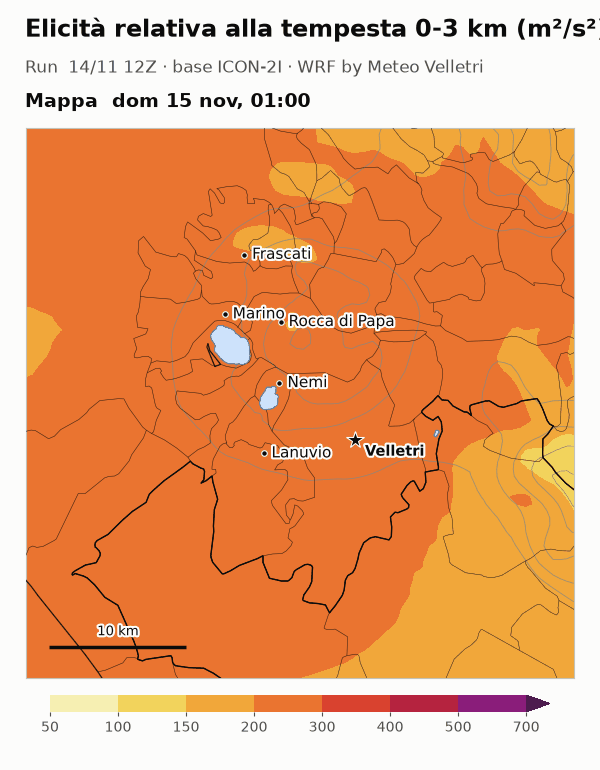 Elicità relativa alla tempesta 0-3 km (m²/s²)
Run 14/11 12Z · base ICON-2I · WRF by Meteo Velletri
Mappa dom 15 nov, 01:00
Frascati
Marino
Rocca di Papa
Nemi
Velletri
Lanuvio
10 km
50 100 150 200 300 400 500 700